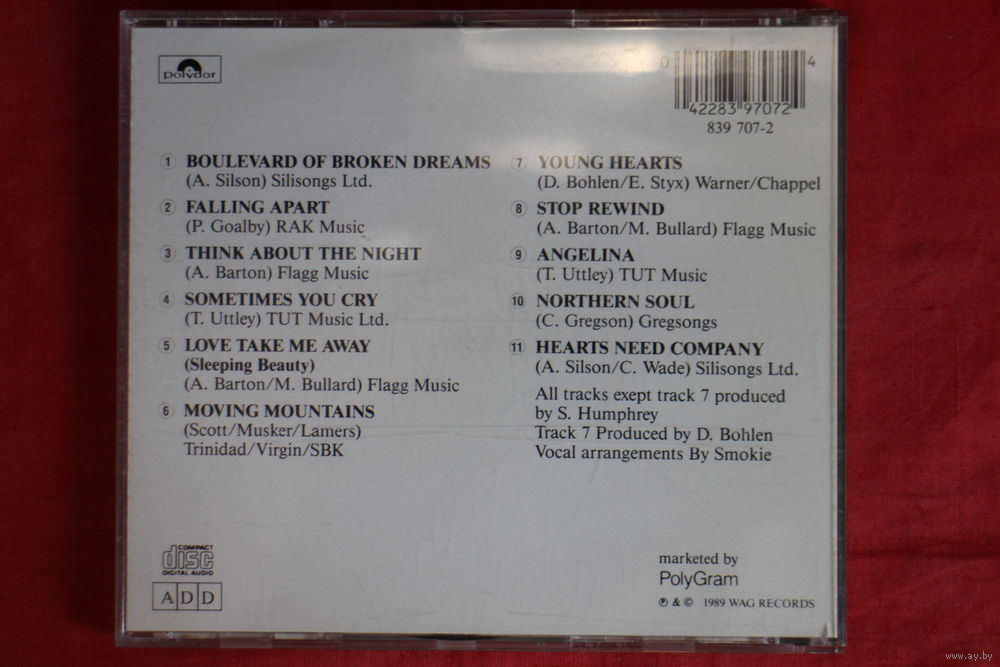 polydor
0 42283 97072 4
839 707-2
1 BOULEVARD OF BROKEN DREAMS
(A. Silson) Silisongs Ltd.
2 FALLING APART
(P. Goalby) RAK Music
3 THINK ABOUT THE NIGHT
(A. Barton) Flagg Music
4 SOMETIMES YOU CRY
(T. Uttley) TUT Music Ltd.
5 LOVE TAKE ME AWAY
(Sleeping Beauty)
(A. Barton/M. Bullard) Flagg Music
6 MOVING MOUNTAINS
(Scott/Musker/Lamers)
Trinidad/Virgin/SBK
7 YOUNG HEARTS
(D. Bohlen/E. Styx) Warner/Chappel
8 STOP REWIND
(A. Barton/M. Bullard) Flagg Music
9 ANGELINA
(T. Uttley) TUT Music
10 NORTHERN SOUL
(C. Gregson) Gregsongs
11 HEARTS NEED COMPANY
(A. Silson/C. Wade) Silisongs Ltd.
All tracks exept track 7 produced
by S. Humphrey
Track 7 Produced by D. Bohlen
Vocal arrangements By Smokie
COMPACT
disc
DIGITAL AUDIO
ADD
marketed by
PolyGram
℗ & © 1989 WAG RECORDS
www.ay.by